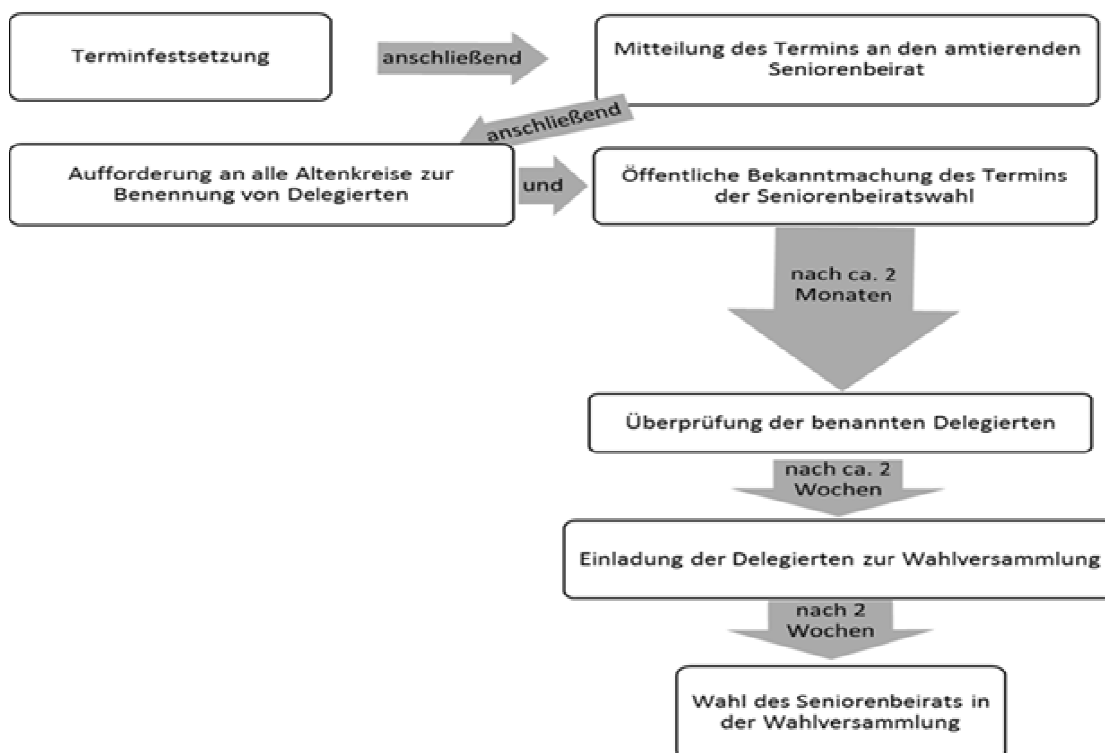 Terminfestsetzung
anschließend
Mitteilung des Termins an den amtierenden
Seniorenbeirat
anschließend
Aufforderung an alle Altenkreise zur
Benennung von Delegierten
und
Öffentliche Bekanntmachung des Termins
der Seniorenbeiratswahl
nach ca. 2
Monaten
Überprüfung der benannten Delegierten
nach ca. 2
Wochen
Einladung der Delegierten zur Wahlversammlung
nach 2
Wochen
Wahl des Seniorenbeirats in
der Wahlversammlung